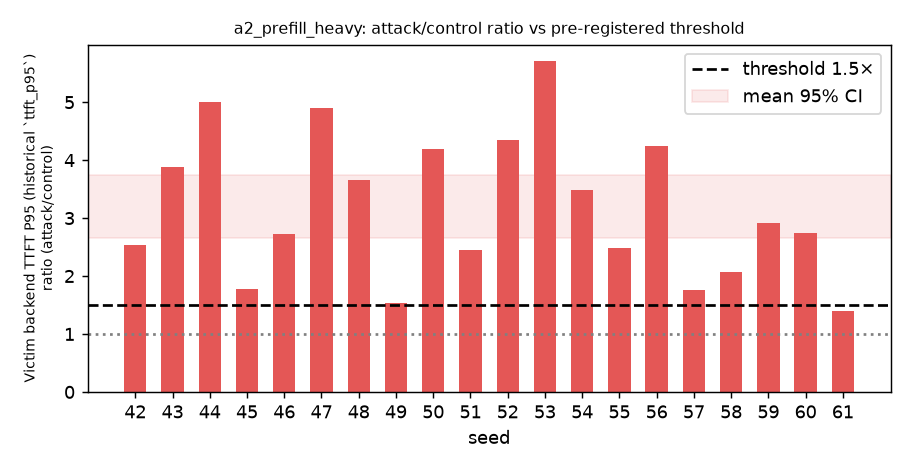 a2_prefill_heavy: attack/control ratio vs pre-registered threshold
Victim backend TTFT P95 (historical `ttft_p95`)
ratio (attack/control)
threshold 1.5×
mean 95% CI
5
4
3
2
1
0
42 43 44 45 46 47 48 49 50 51 52 53 54 55 56 57 58 59 60 61
seed